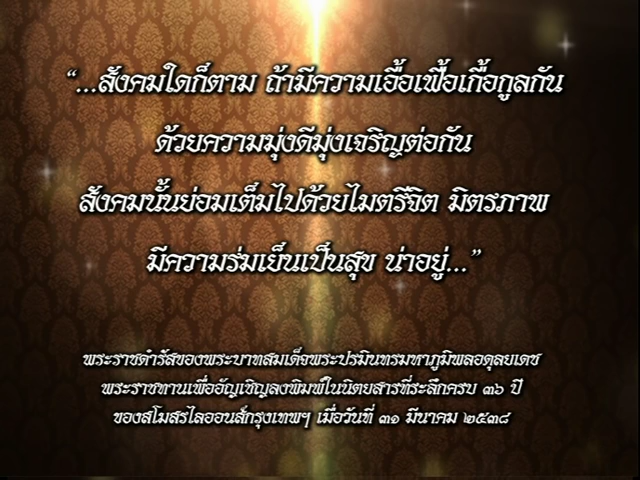 “...สังคมใดก็ตาม ถ้ามีความเอื้อเฟื้อเกื้อกูลกัน
ด้วยความมุ่งดีมุ่งเจริญต่อกัน
สังคมนั้นย่อมเต็มไปด้วยไมตรีจิต มิตรภาพ
มีความร่มเย็นเป็นสุข น่าอยู่...”
พระราชดำรัสของพระบาทสมเด็จพระปรมินทรมหาภูมิพลอดุลยเดช
พระราชทานเพื่ออัญเชิญลงพิมพ์ในนิตยสารที่ระลึกครบ ๓๖ ปี
ของสโมสรไลออนส์กรุงเทพฯ เมื่อวันที่ ๓๑ มีนาคม ๒๕๓๘